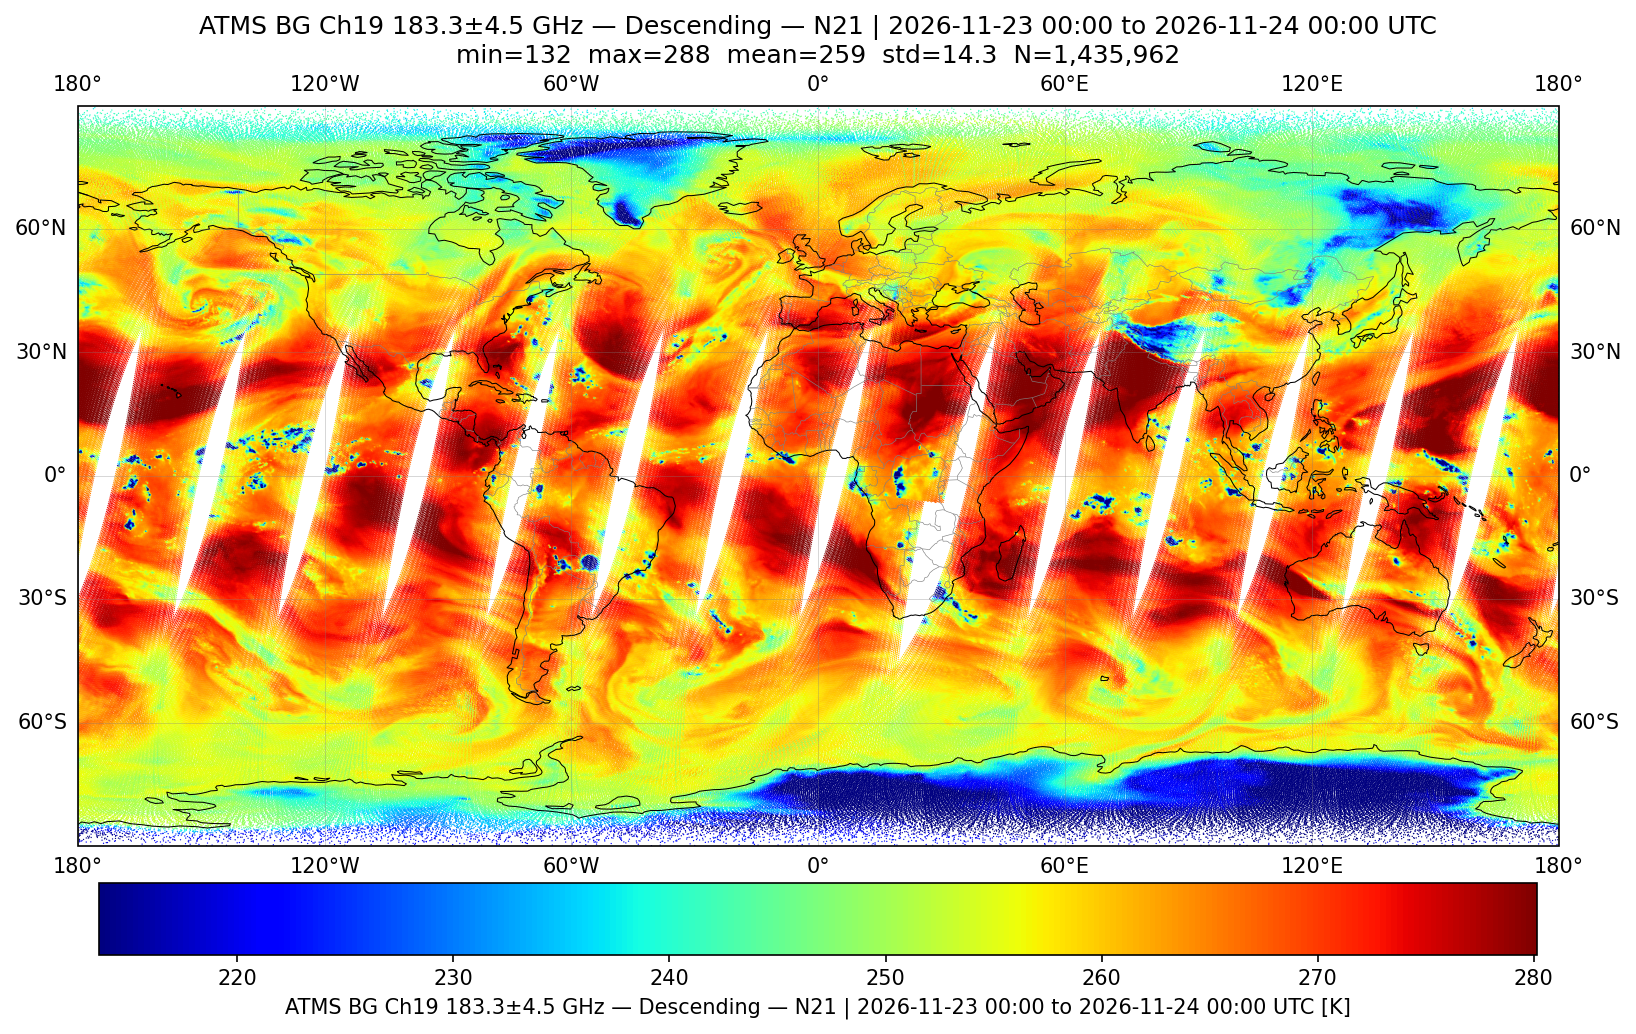 ATMS BG Ch19 183.3±4.5 GHz — Descending — N21 | 2026-11-23 00:00 to 2026-11-24 00:00 UTC
min=132  max=288  mean=259  std=14.3  N=1,435,962
180° 120°W 60°W 0° 60°E 120°E 180°
60°N 60°N
30°N 30°N
0° 0°
30°S 30°S
60°S 60°S
180° 120°W 60°W 0° 60°E 120°E 180°
220 230 240 250 260 270 280
ATMS BG Ch19 183.3±4.5 GHz — Descending — N21 | 2026-11-23 00:00 to 2026-11-24 00:00 UTC [K]